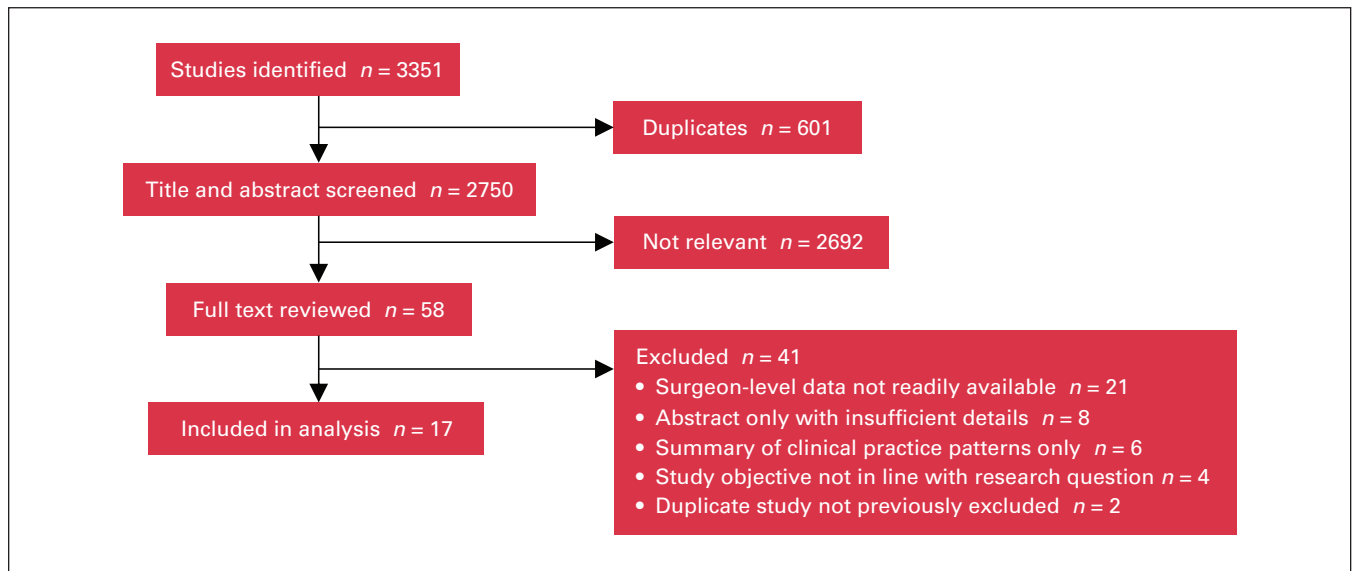 Studies identified n = 3351
Duplicates n = 601
Title and abstract screened n = 2750
Not relevant n = 2692
Full text reviewed n = 58
Excluded n = 41
• Surgeon-level data not readily available n = 21
• Abstract only with insufficient details n = 8
• Summary of clinical practice patterns only n = 6
• Study objective not in line with research question n = 4
• Duplicate study not previously excluded n = 2
Included in analysis n = 17